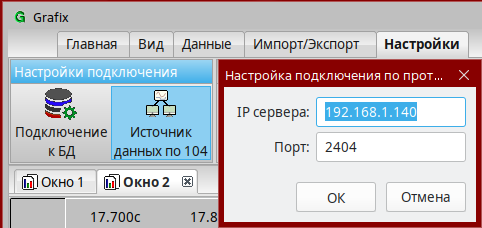 Grafix
Главная Вид Данные Импорт/Экспорт Настройки
Настройки подключения
Подключение
к БД
Источник
данных по 104
Настройка подключения по прот...
IP сервера: 192.168.1.140
Порт: 2404
OK Отмена
Окно 1 Окно 2
17.700с 17.8